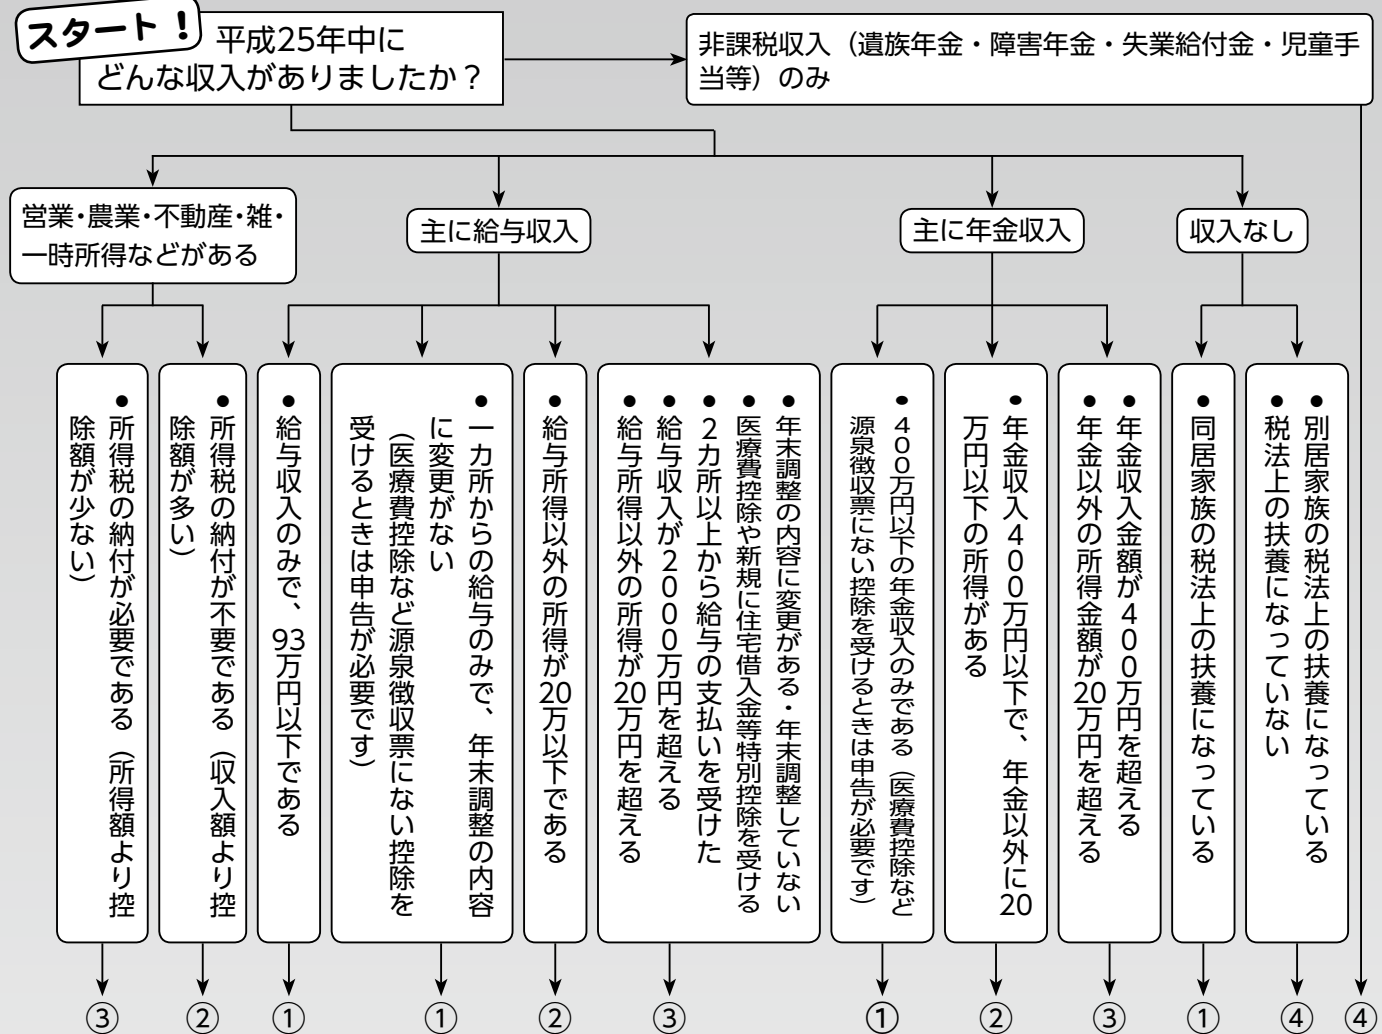 スタート！
平成25年中に
どんな収入がありましたか？
非課税収入（遺族年金・障害年金・失業給付金・児童手
当等）のみ
営業・農業・不動産・雑・
一時所得などがある
主に給与収入
主に年金収入
収入なし
●所得税の納付が必要である（所得額より控
除額が少ない）
●所得税の納付が不要である（収入額より控
除額が多い）
●給与収入のみで、93万円以下である
●一カ所からの給与のみで、年末調整の内容
に変更がない
（医療費控除など源泉徴収票にない控除を
受けるときは申告が必要です）
●給与所得以外の所得が20万以下である
●年末調整の内容に変更がある・年末調整していない
●医療費控除や新規に住宅借入金等特別控除を受ける
●2カ所以上から給与の支払いを受けた
●給与収入が2000万円を超える
●給与所得以外の所得が20万円を超える
●400万円以下の年金収入のみである（医療費控除など
源泉徴収票にない控除を受けるときは申告が必要です）
●年金収入400万円以下で、年金以外に20
万円以下の所得がある
●年金収入金額が400万円を超える
●年金以外の所得金額が20万円を超える
●同居家族の税法上の扶養になっている
●別居家族の税法上の扶養になっている
●税法上の扶養になっていない
③
②
①
①
②
③
①
②
③
①
④
④